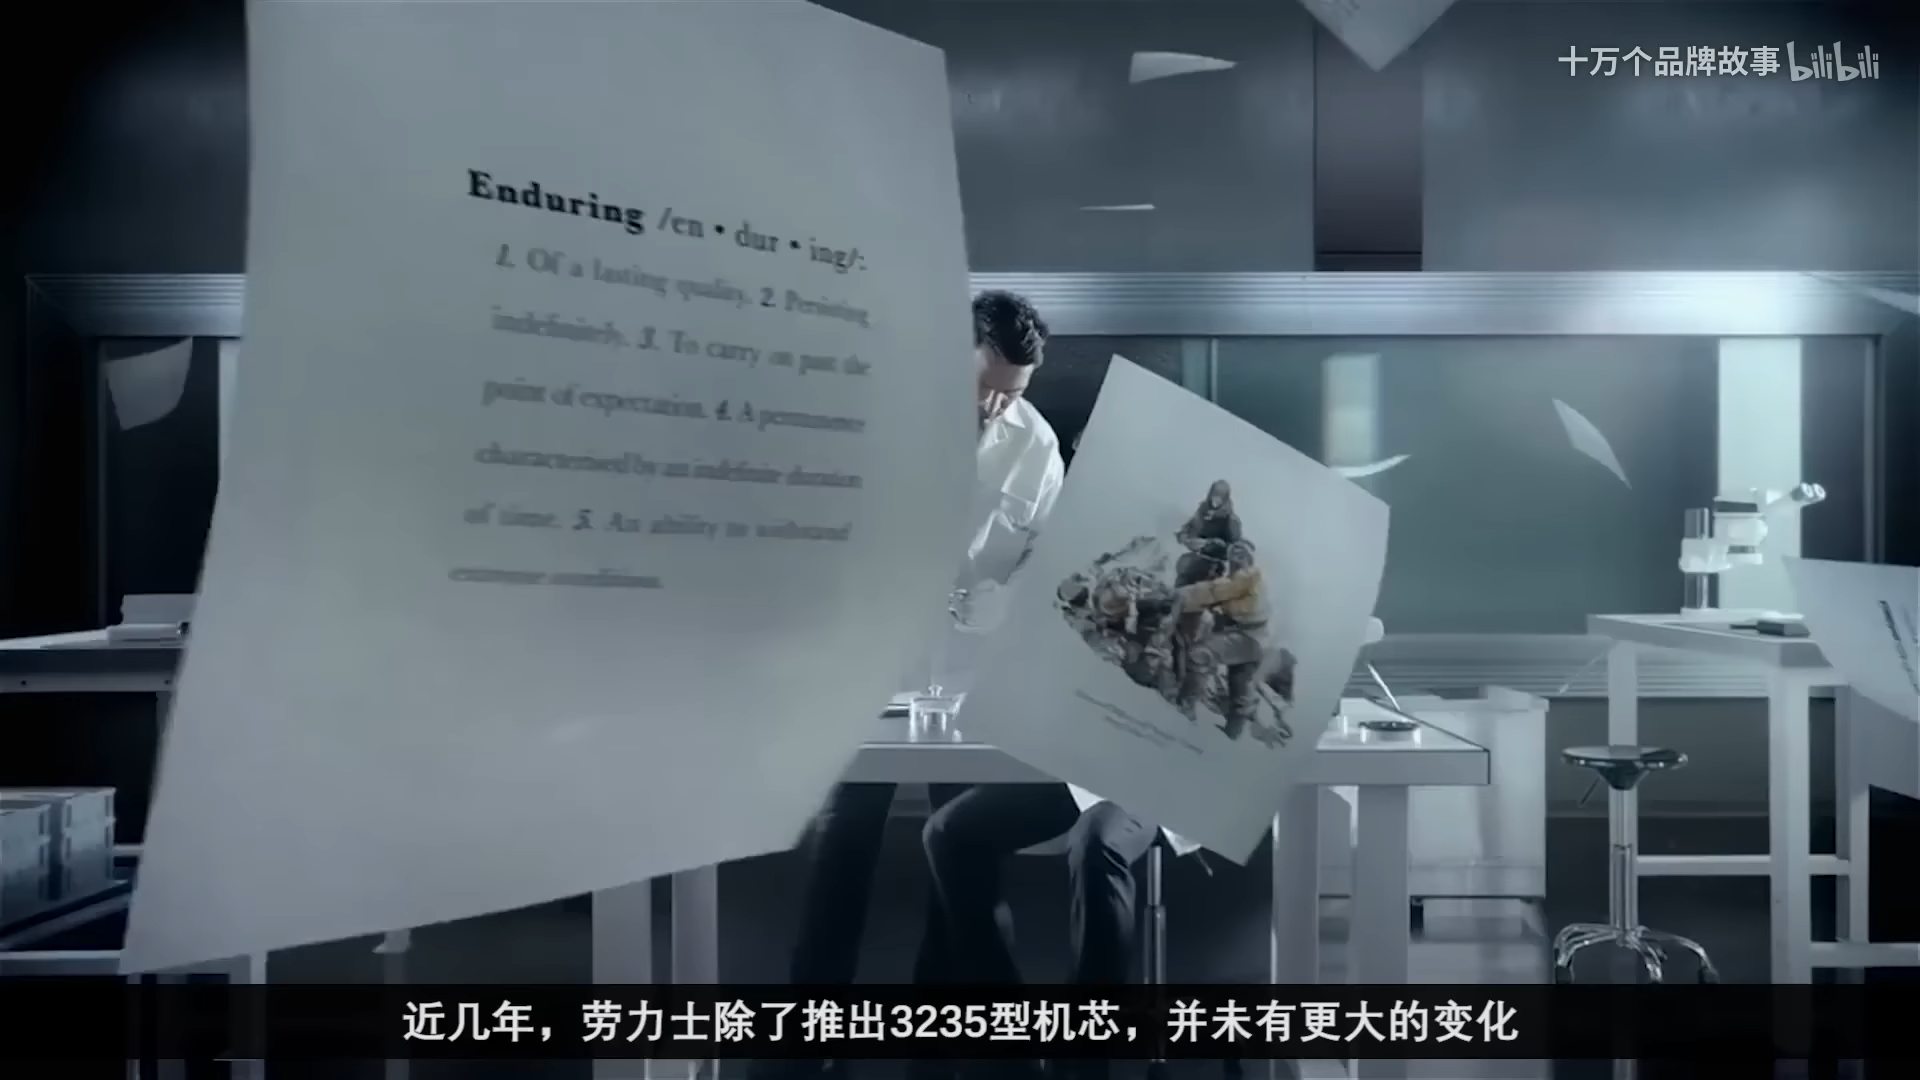 十万个品牌故事 bilibili
Enduring /en • dur • ing/:
1. Of a lasting quality. 2. Persisting
indefinitely. 3. To carry on past the
point of expectation. 4. A permanence
characterised by an indefinite duration
of time. 5. An ability to withstand
近几年，劳力士除了推出3235型机芯，并未有更大的变化